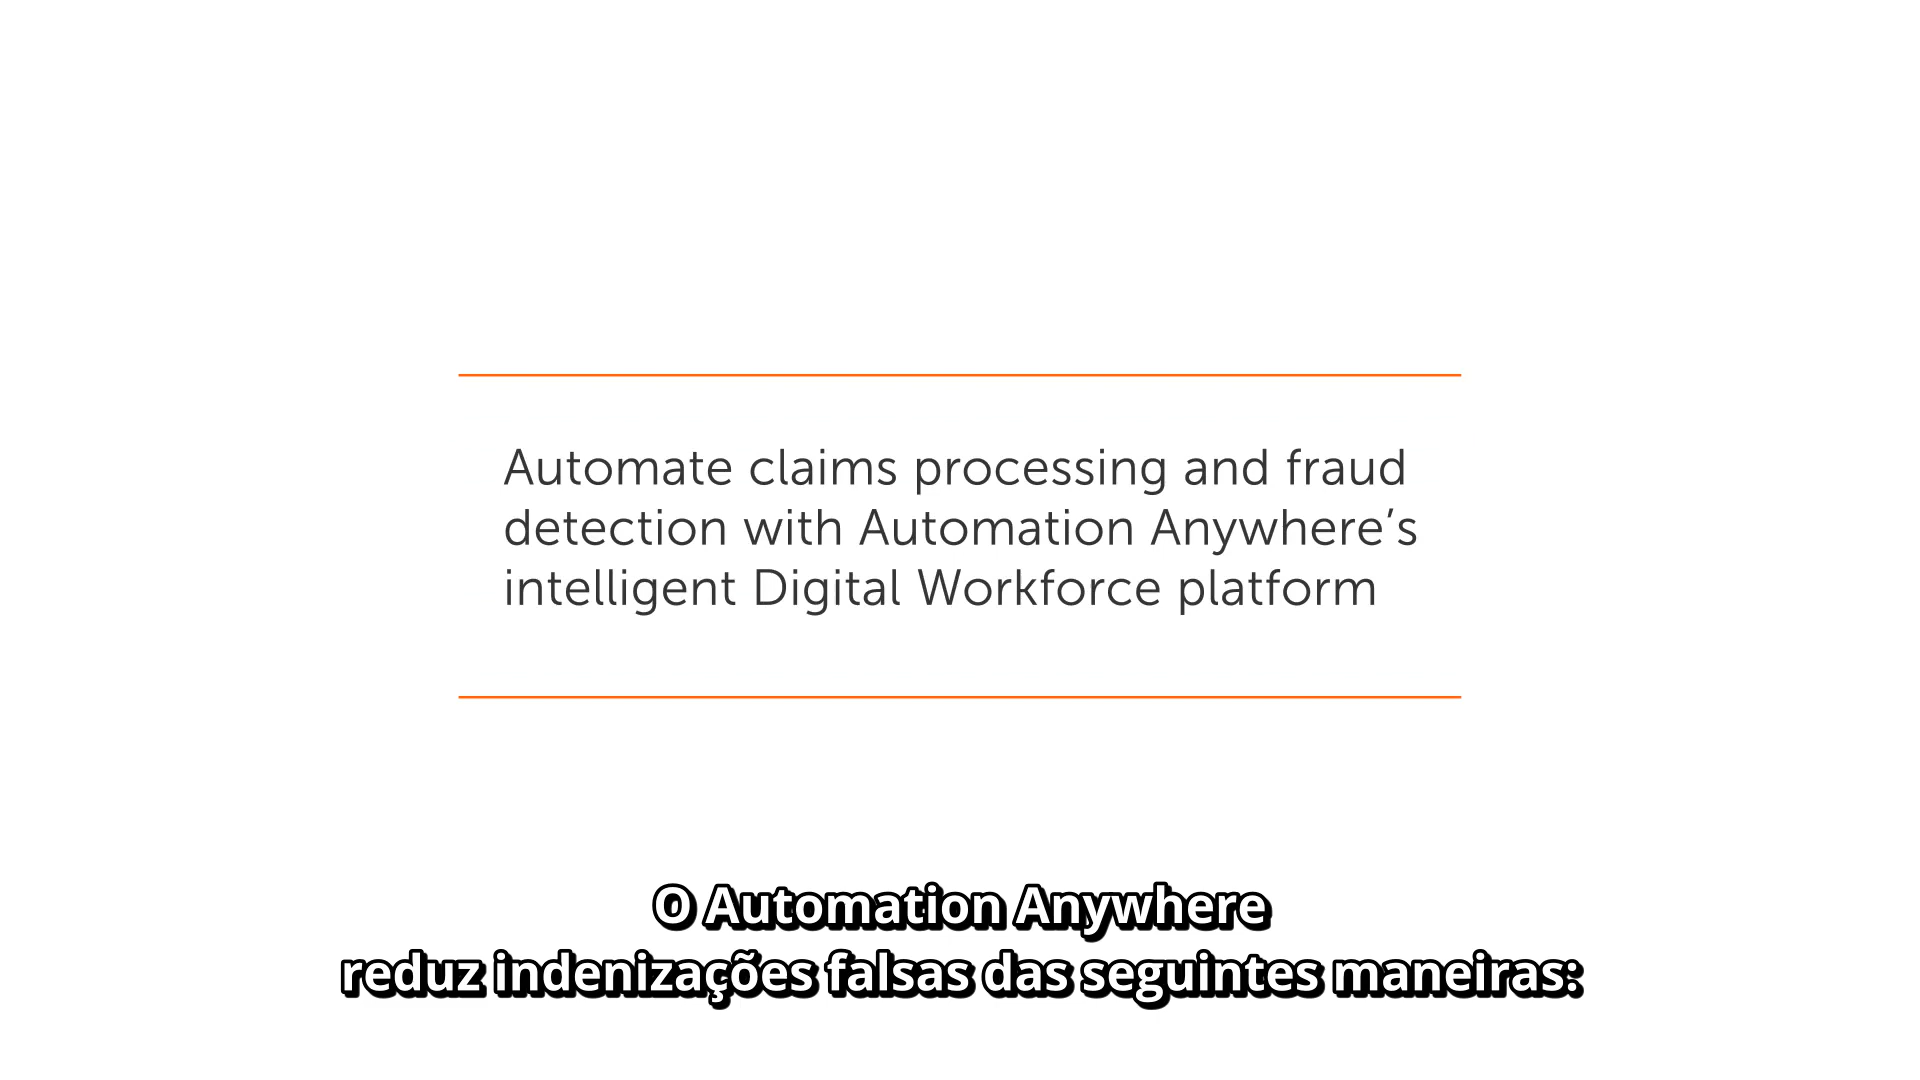 Automate claims processing and fraud
detection with Automation Anywhere’s
intelligent Digital Workforce platform
O Automation Anywhere
reduz indenizações falsas das seguintes maneiras: